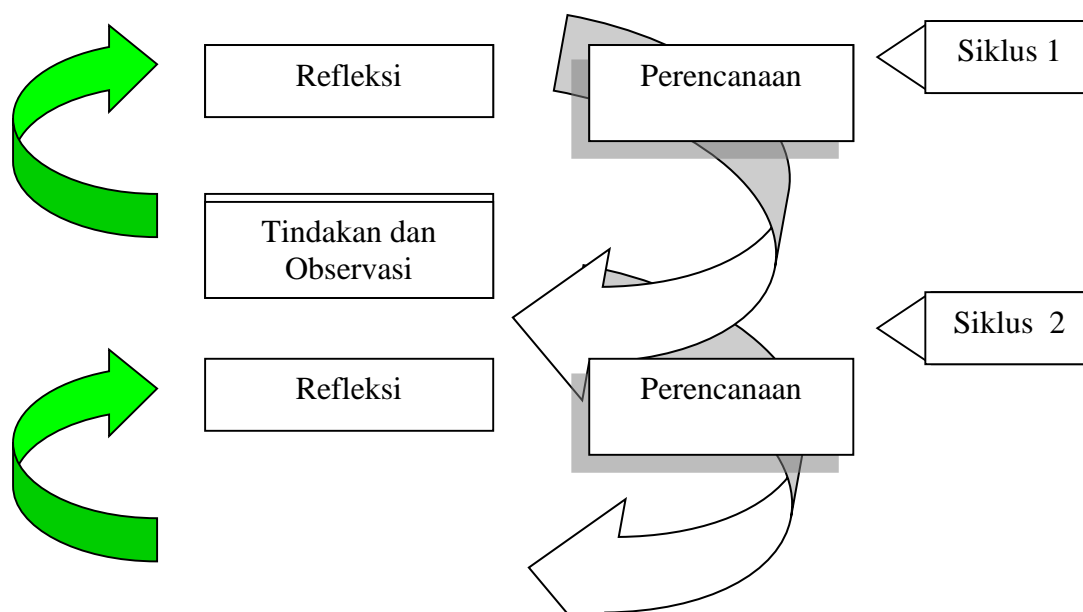 Refleksi
Perencanaan
Siklus 1
Tindakan dan
Observasi
Siklus 2
Refleksi
Perencanaan